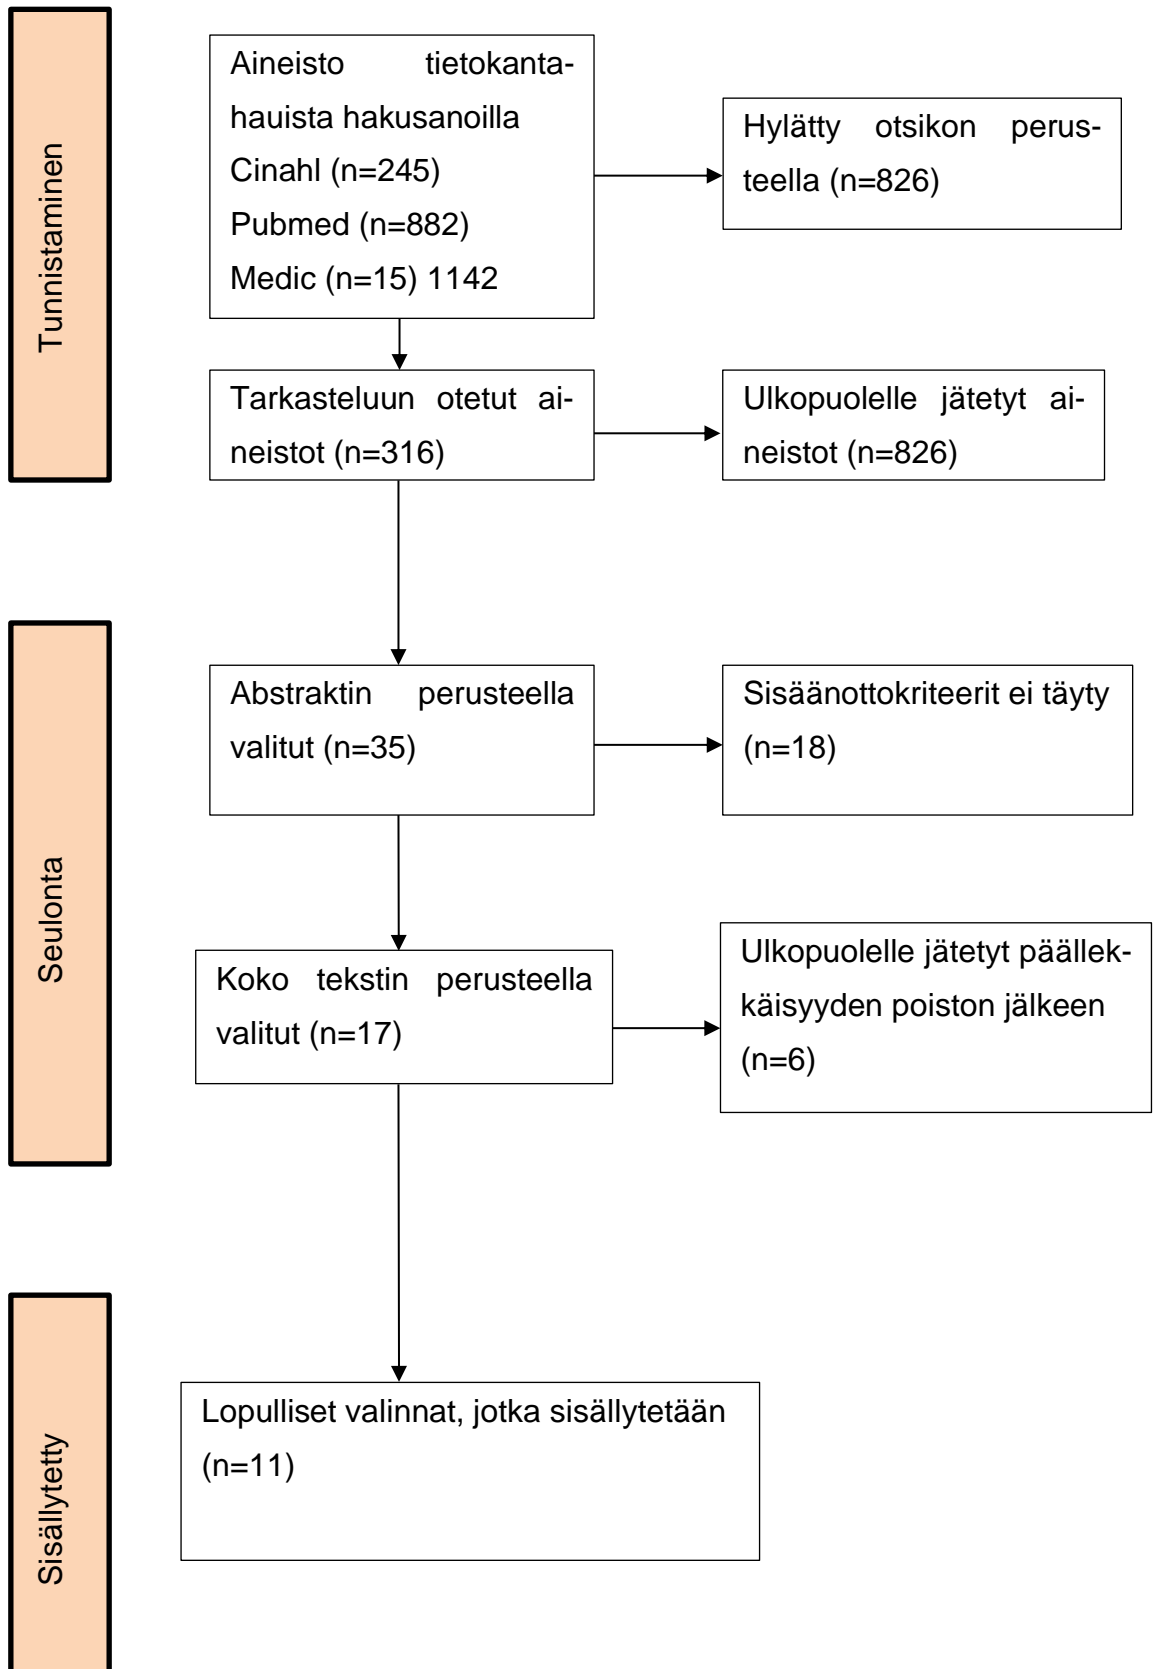 Tunnistaminen
Aineisto tietokanta-
hauista hakusanoilla
Cinahl (n=245)
Pubmed (n=882)
Medic (n=15) 1142
Hylätty otsikon perus-
teella (n=826)
Tarkasteluun otetut ai-
neistot (n=316)
Ulkopuolelle jätetyt ai-
neistot (n=826)
Seulonta
Abstraktin perusteella
valitut (n=35)
Sisäänottokriteerit ei täyty
(n=18)
Koko tekstin perusteella
valitut (n=17)
Ulkopuolelle jätetyt päällek-
käisyyden poiston jälkeen
(n=6)
Sisällytetty
Lopulliset valinnat, jotka sisällytetään
(n=11)